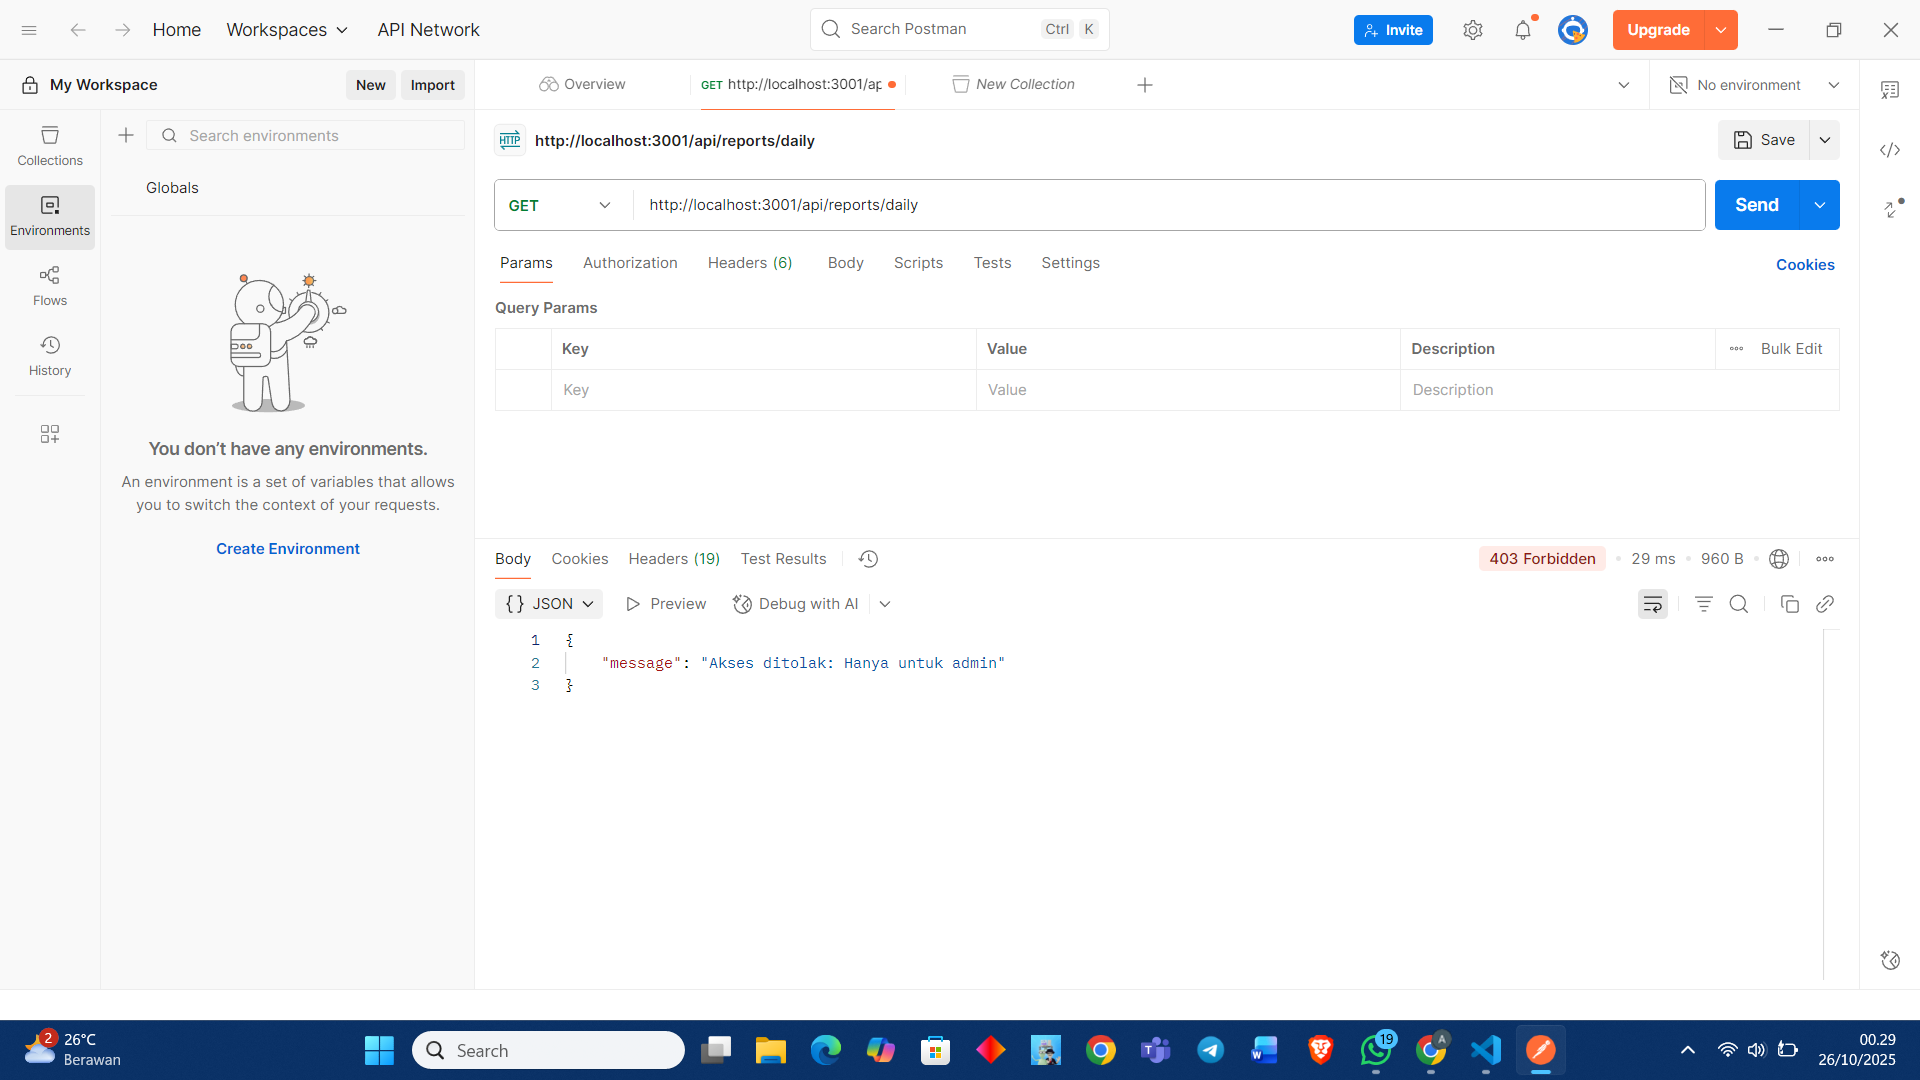 Home
Workspaces
API Network
Search Postman
Ctrl
K
Invite
Upgrade
My Workspace
New
Import
Overview
GET http://localhost:3001/ap
New Collection
No environment
Collections
Environments
Flows
History
Search environments
Globals
You don't have any environments.
An environment is a set of variables that allows
you to switch the context of your requests.
Create Environment
HTTP
http://localhost:3001/api/reports/daily
Save
GET
http://localhost:3001/api/reports/daily
Send
Params
Authorization
Headers (6)
Body
Scripts
Tests
Settings
Cookies
Query Params
Key
Value
Description
Bulk Edit
Key
Value
Description
Body
Cookies
Headers (19)
Test Results
403 Forbidden
29 ms
960 B
{} JSON
Preview
Debug with AI
1 {
2 "message": "Akses ditolak: Hanya untuk admin"
3 }
2
26°C
Berawan
Search
19
A
00.29
26/10/2025